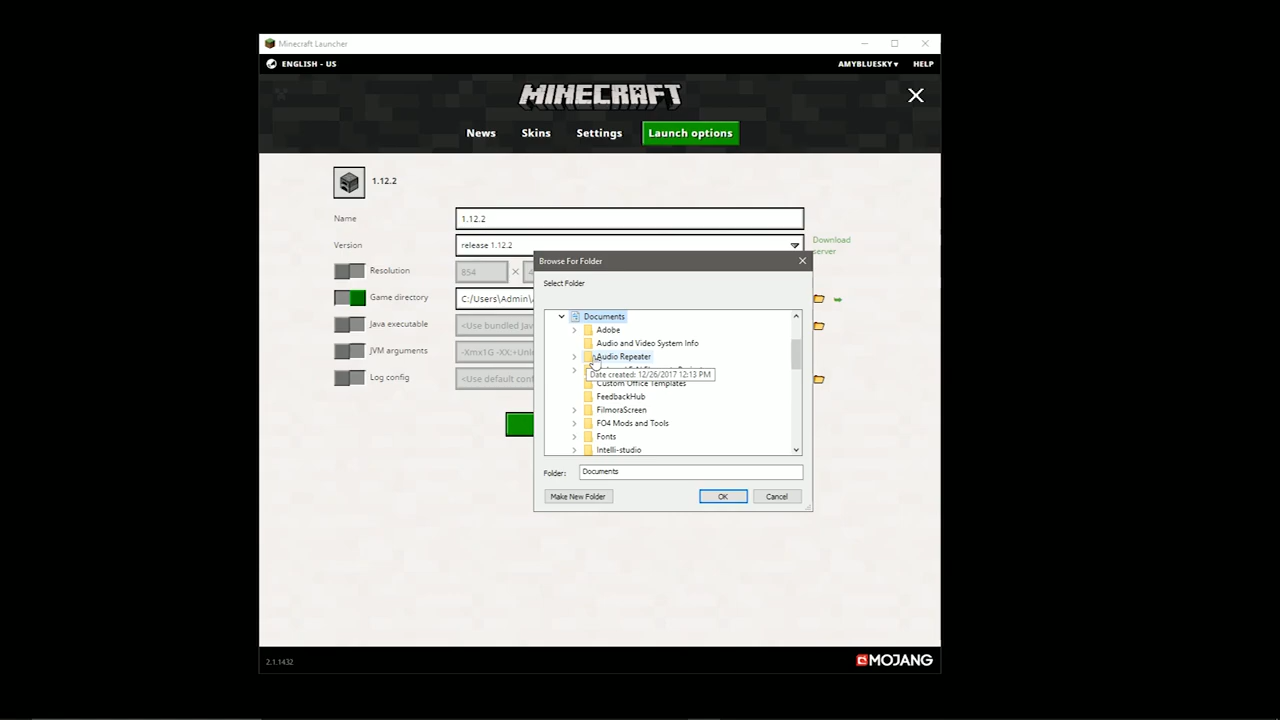 Minecraft Launcher
ENGLISH - US
AMYBLUESKY
HELP
MINECRAFT
News
Skins
Settings
Launch options
1.12.2
Name
1.12.2
Version
release 1.12.2
Download server
Resolution
854
Game directory
C:/Users\Admin\
Java executable
<Use bundled Jav
JVM arguments
-Xmx1G -XX:+Unl
Log config
<Use default conf
Browse For Folder
Select Folder
Documents
Adobe
Audio and Video System Info
Audio Repeater
Date created: 12/26/2017 12:13 PM
Custom Office Templates
FeedbackHub
FilmoraScreen
FO4 Mods and Tools
Fonts
Intelli-studio
Folder:
Documents
Make New Folder
OK
Cancel
2.1.1432
MOJANG